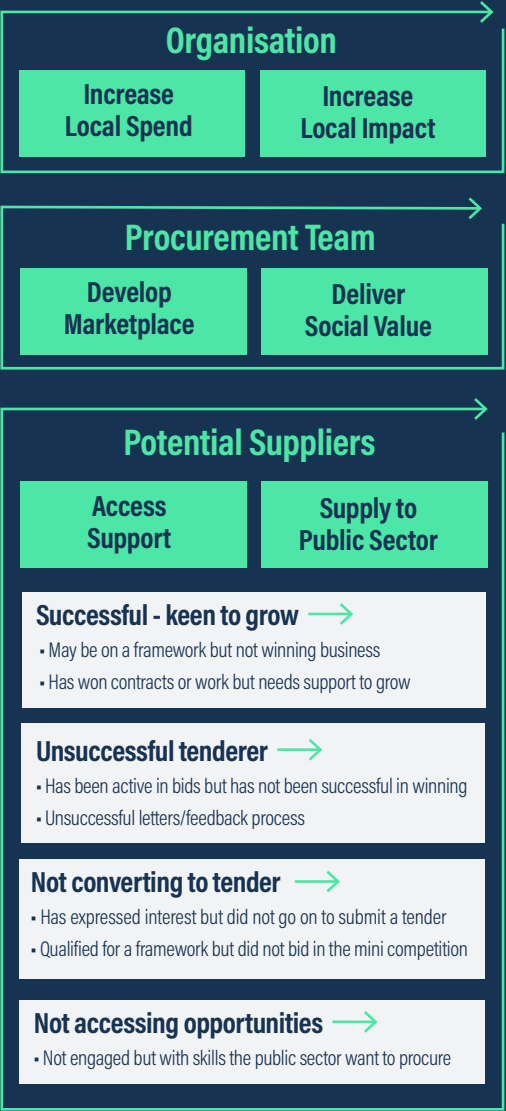 Organisation
Increase
Local Spend
Increase
Local Impact
Procurement Team
Develop
Marketplace
Deliver
Social Value
Potential Suppliers
Access
Support
Supply to
Public Sector
Successful - keen to grow
▪ May be on a framework but not winning business
▪ Has won contracts or work but needs support to grow
Unsuccessful tenderer
▪ Has been active in bids but has not been successful in winning
▪ Unsuccessful letters/feedback process
Not converting to tender
▪ Has expressed interest but did not go on to submit a tender
▪ Qualified for a framework but did not bid in the mini competition
Not accessing opportunities
▪ Not engaged but with skills the public sector want to procure